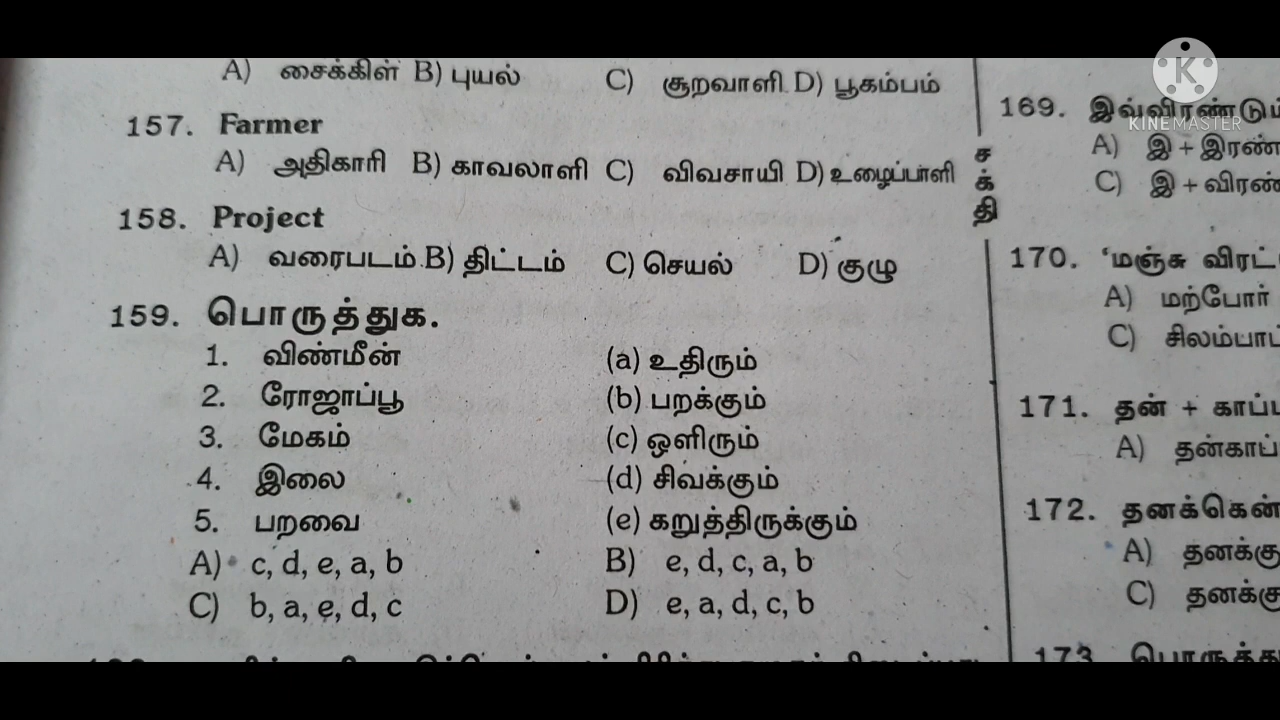 A) சைக்கிள் B) புயல் C) சூறவாளி D) பூகம்பம்
157. Farmer
A) அதிகாரி B) காவலாளி C) விவசாயி D) உழைப்பாளி
158. Project
A) வரைபடம் B) திட்டம் C) செயல் D) குழு
159. பொருத்துக.
1. விண்மீன் (a) உதிரும்
2. ரோஜாப்பூ (b) பறக்கும்
3. மேகம் (c) ஒளிரும்
4. இலை (d) சிவக்கும்
5. பறவை (e) கறுத்திருக்கும்
A) c, d, e, a, b B) e, d, c, a, b
C) b, a, e, d, c D) e, a, d, c, b
சக்தி
169. இவ்விரண்டும்
A) இ + இரண்
C) இ + விரண்
170. 'மஞ்சு விரட்
A) மற்போர்
C) சிலம்பாட்
171. தன் + காப்
A) தன்காப்
172. தனக்கென்
A) தனக்கு
C) தனக்
173.
KINEMASTER